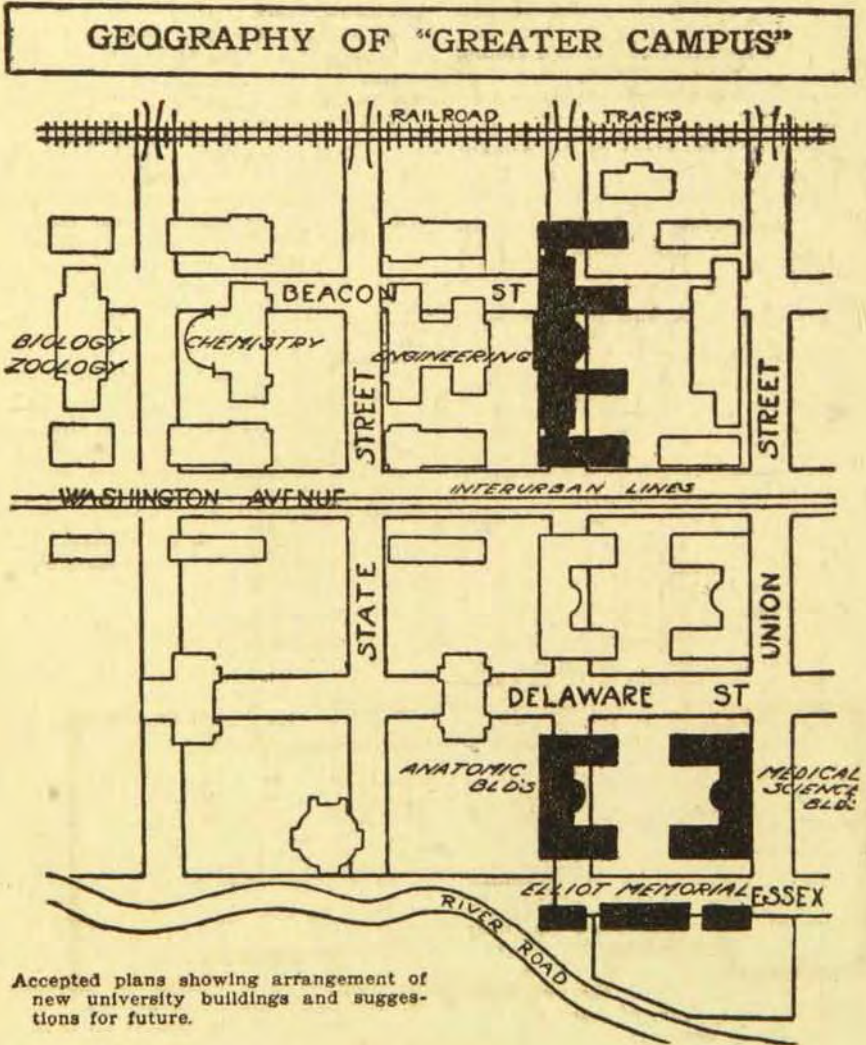 GEOGRAPHY OF "GREATER CAMPUS"
RAILROAD TRACKS
BEACON ST
BIOLOGY
ZOOLOGY
CHEMISTRY
ENGINEERING
STREET
STREET
WASHINGTON AVENUE
INTERURBAN LINES
STATE
UNION
DELAWARE ST
ANATOMIC
BLD'S
MEDICAL
SCIENCE
BLD'
ELLIOT MEMORIAL
ESSEX
RIVER ROAD
Accepted plans showing arrangement of
new university buildings and sugges-
tions for future.